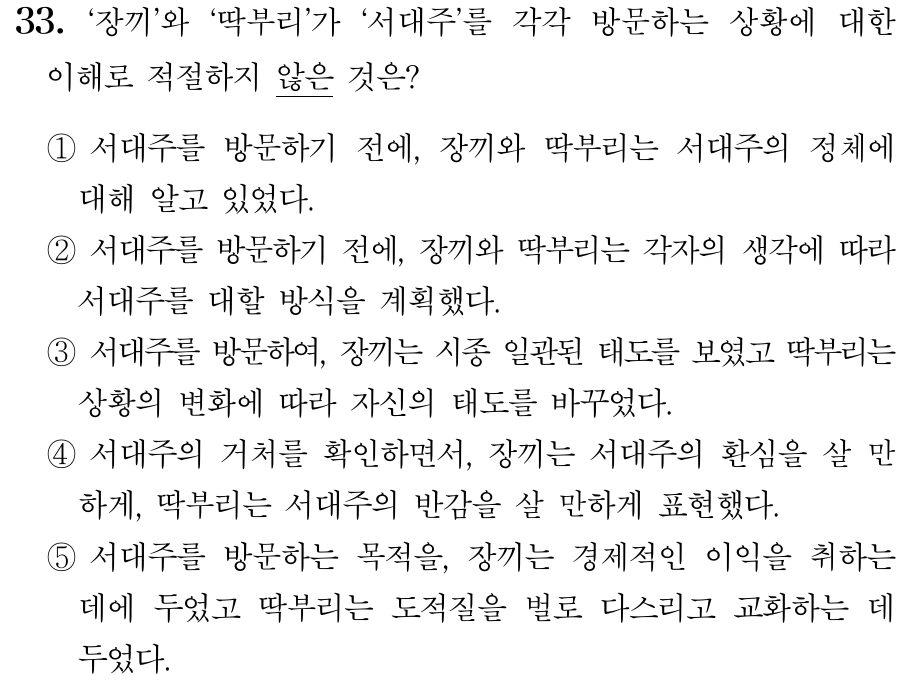 33. ‘장끼’와 ‘딱부리’가 ‘서대주’를 각각 방문하는 상황에 대한
이해로 적절하지 않은 것은?
① 서대주를 방문하기 전에, 장끼와 딱부리는 서대주의 정체에
대해 알고 있었다.
② 서대주를 방문하기 전에, 장끼와 딱부리는 각자의 생각에 따라
서대주를 대할 방식을 계획했다.
③ 서대주를 방문하여, 장끼는 시종 일관된 태도를 보였고 딱부리는
상황의 변화에 따라 자신의 태도를 바꾸었다.
④ 서대주의 거처를 확인하면서, 장끼는 서대주의 환심을 살 만
하게, 딱부리는 서대주의 반감을 살 만하게 표현했다.
⑤ 서대주를 방문하는 목적을, 장끼는 경제적인 이익을 취하는
데에 두었고 딱부리는 도적질을 벌로 다스리고 교화하는 데
두었다.